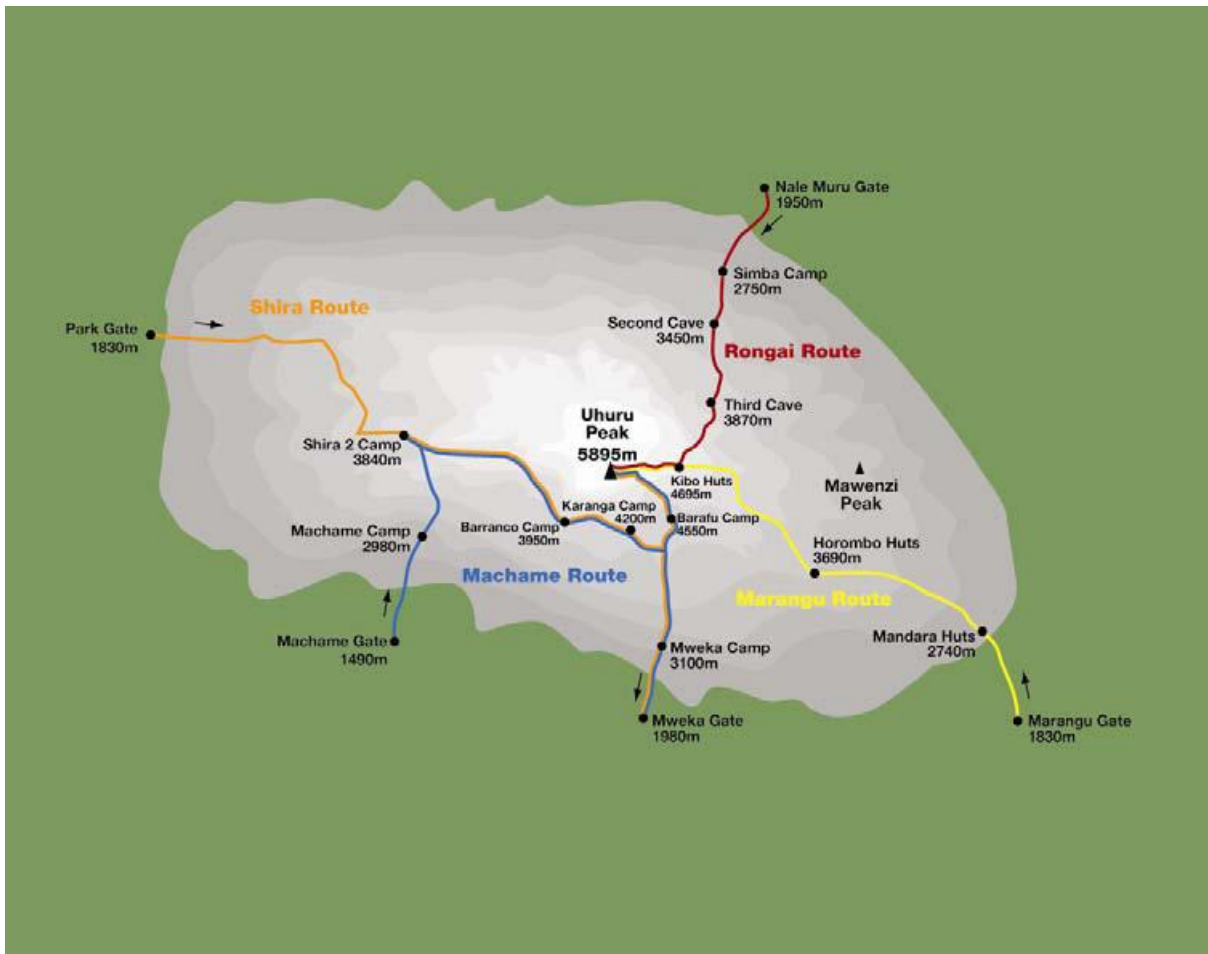 Nale Muru Gate
1950m
Simba Camp
2750m
Shira Route
Park Gate
1830m
Second Cave
3450m
Rongai Route
Third Cave
3870m
Uhuru
Peak
5895m
Shira 2 Camp
3840m
Kibo Huts
4695m
Mawenzi
Peak
Karanga Camp
4200m
Barranco Camp
3950m
Barafu Camp
4550m
Machame Camp
2980m
Horombo Huts
3690m
Machame Route
Marangu Route
Machame Gate
1490m
Mweka Camp
3100m
Mandara Huts
2740m
Mweka Gate
1980m
Marangu Gate
1830m